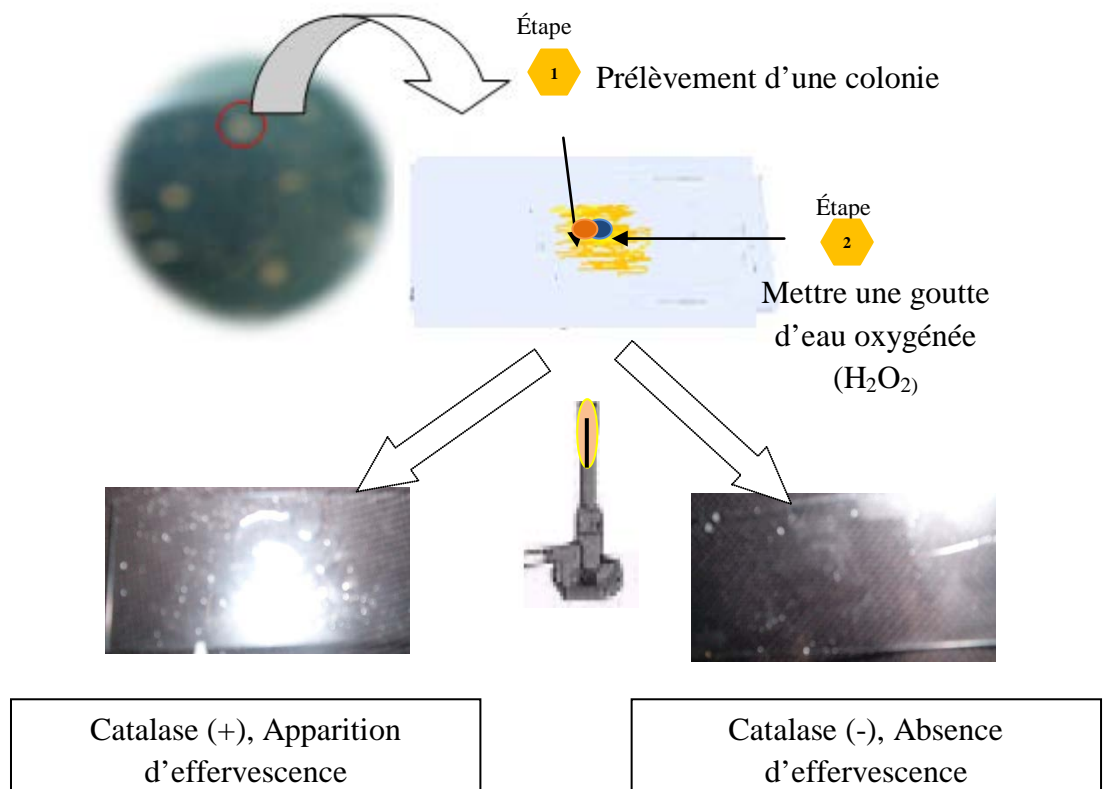 Étape
1
Prélèvement d’une colonie
Étape
2
Mettre une goutte
d’eau oxygénée
(H₂O₂)
Catalase (+), Apparition
d’effervescence
Catalase (-), Absence
d’effervescence